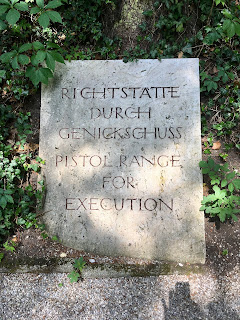 RICHTSTÄTTE
DURCH
GENICKSCHUSS
PISTOL RANGE
FOR
EXECUTION